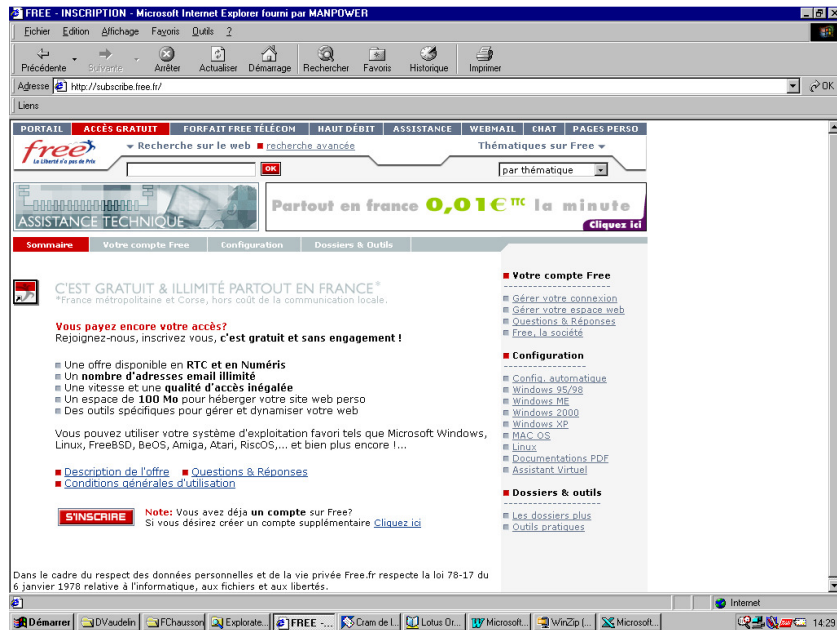 FREE - INSCRIPTION - Microsoft Internet Explorer fourni par MANPOWER
Fichier Edition Affichage Favoris Outils ?
Précédente Suivante Arrêter Actualiser Démarrage Rechercher Favoris Historique Imprimer
Adresse http://subscribe.free.fr/ OK
Liens
PORTAIL ACCÈS GRATUIT FORFAIT FREE TÉLÉCOM HAUT DÉBIT ASSISTANCE WEBMAIL CHAT PAGES PERSO
free
La Liberté n'a pas de Prix
Recherche sur le web recherche avancée Thématiques sur Free
OK par thématique
ASSISTANCE TECHNIQUE
Partout en france 0,01€ TTC la minute
Cliquez ici
Sommaire Votre compte Free Configuration Dossiers & Outils
C'EST GRATUIT & ILLIMITÉ PARTOUT EN FRANCE*
*France métropolitaine et Corse, hors coût de la communication locale.
Vous payez encore votre accès?
Rejoignez-nous, inscrivez vous, c'est gratuit et sans engagement !
Une offre disponible en RTC et en Numéris
Un nombre d'adresses email illimité
Une vitesse et une qualité d'accès inégalée
Un espace de 100 Mo pour héberger votre site web perso
Des outils spécifiques pour gérer et dynamiser votre web
Vous pouvez utiliser votre système d'exploitation favori tels que Microsoft Windows,
Linux, FreeBSD, BeOS, Amiga, Atari, RiscOS,... et bien plus encore !...
Description de l'offre Questions & Réponses
Conditions générales d'utilisation
S'INSCRIRE
Note: Vous avez déja un compte sur Free?
Si vous désirez créer un compte supplémentaire Cliquez ici
Dans le cadre du respect des données personnelles et de la vie privée Free.fr respecte la loi 78-17 du
6 janvier 1978 relative à l'informatique, aux fichiers et aux libertés.
Votre compte Free
Gérer votre connexion
Gérer votre espace web
Questions & Réponses
Free, la société
Configuration
Config. automatique
Windows 95/98
Windows ME
Windows 2000
Windows XP
MAC OS
Linux
Documentations PDF
Assistant Virtuel
Dossiers & outils
Les dossiers plus
Outils pratiques
Internet
Démarrer DVaudelin FChausson Explorate... FREE -... Cram de l... Lotus Or... Microsoft... WinZip (... Microsoft... 14:25